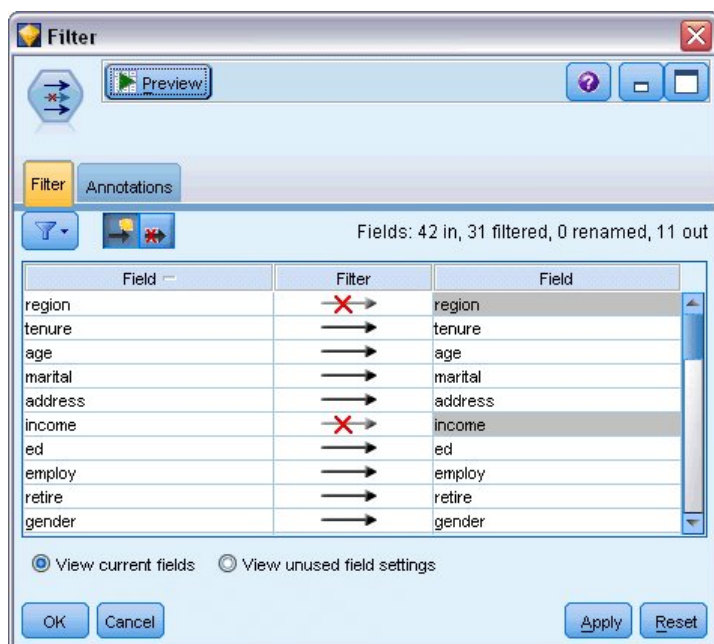 Filter
Preview
Filter Annotations
Fields: 42 in, 31 filtered, 0 renamed, 11 out
Field Filter Field
region region
tenure tenure
age age
marital marital
address address
income income
ed ed
employ employ
retire retire
gender gender
View current fields View unused field settings
OK Cancel Apply Reset